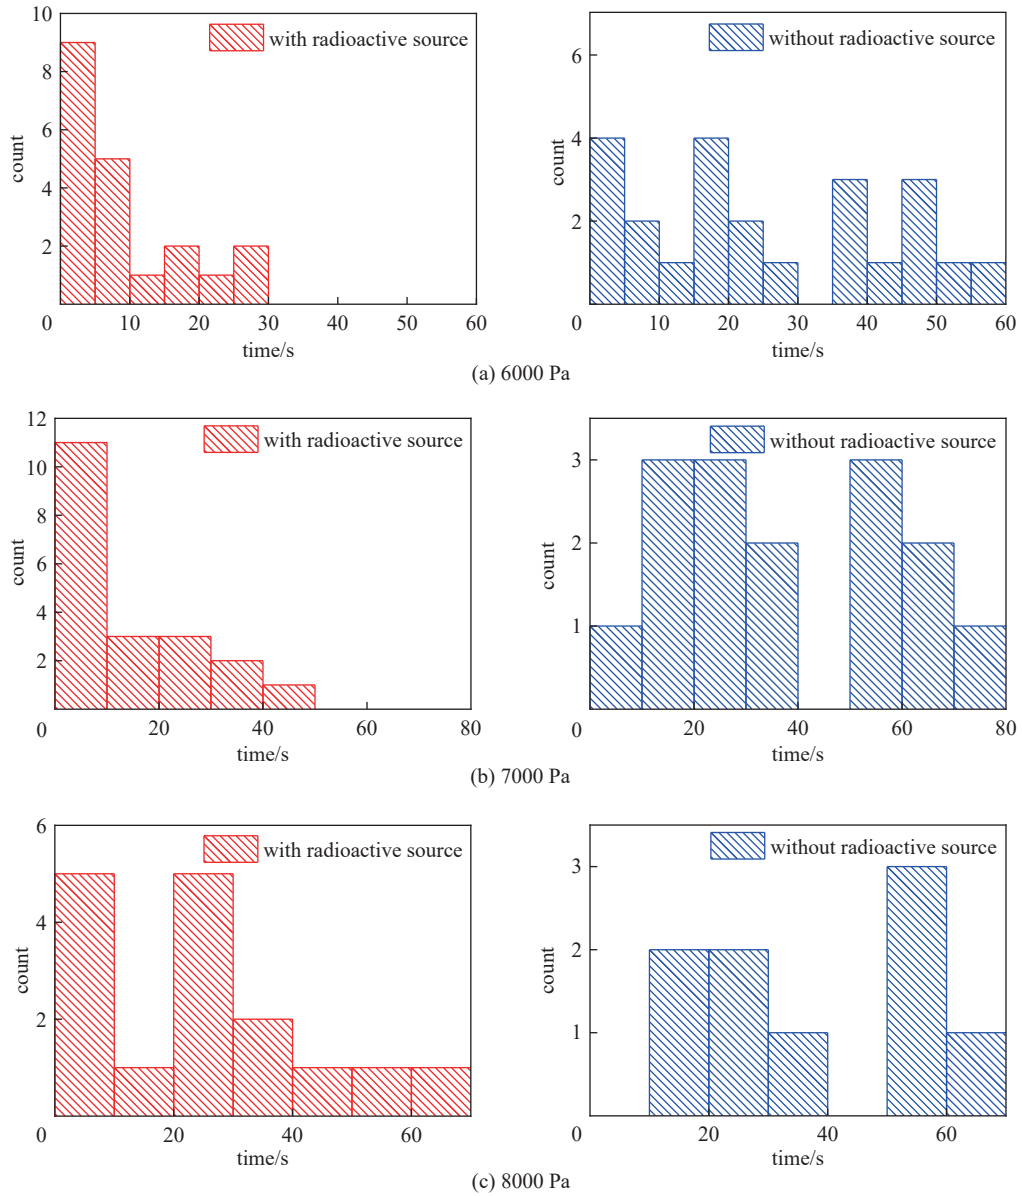 10
8
6
4
2
0
count
with radioactive source
10 20 30 40 50 60
time/s
6
4
2
0
count
without radioactive source
10 20 30 40 50 60
time/s
(a) 6000 Pa
12
10
8
6
4
2
0
count
with radioactive source
20 40 60 80
time/s
3
2
1
0
count
without radioactive source
20 40 60 80
time/s
(b) 7000 Pa
6
4
2
0
count
with radioactive source
20 40 60
time/s
3
2
1
0
count
without radioactive source
20 40 60
time/s
(c) 8000 Pa